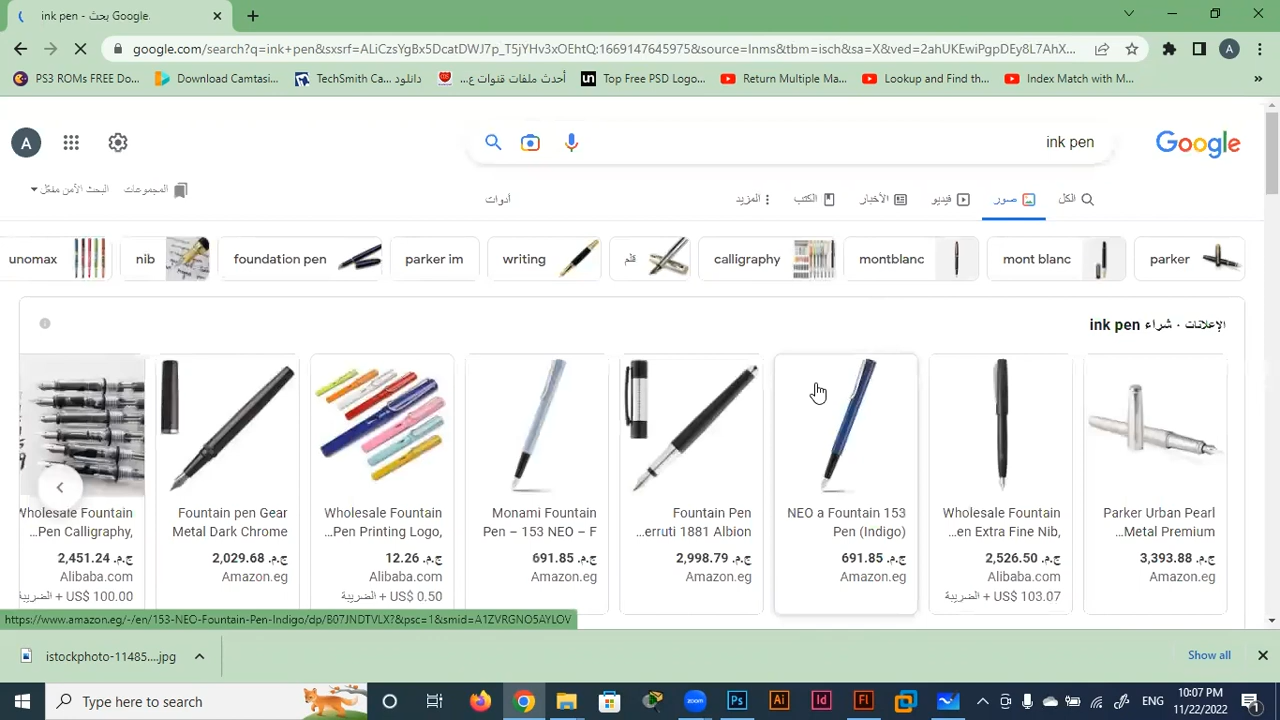 ink pen - بحث Google
google.com/search?q=ink+pen&sxsrf=ALiCzsYgBx5DcatDWJ7p_T5jYHv3xOEhtQ:1669147645975&source=lnms&tbm=isch&sa=X&ved=2ahUKEwiPgpDEy8L7AhX...
A
PS3 ROMs FREE Do...
Download Camtasi...
TechSmith Ca... دانلود
أحدث ملفات قنوات ع...
Top Free PSD Logo...
Return Multiple Ma...
Lookup and Find th...
Index Match with M...
»
A
ink pen
Google
الكل
صور
فيديو
الأخبار
الكتب
المزيد
أدوات
المجموعات
البحث الآمن مفعَّل
unomax
nib
foundation pen
parker im
writing
قلم
calligraphy
montblanc
mont blanc
parker
الإعلانات · شراء ink pen
Wholesale Fountain
Pen Calligraphy,...
ج.م. 2,451.24
Alibaba.com
US$ 100.00 + الضريبة
Fountain pen Gear
Metal Dark Chrome
ج.م. 2,029.68
Amazon.eg
Wholesale Fountain
Pen Printing Logo,...
ج.م. 12.26
Alibaba.com
US$ 0.50 + الضريبة
Monami Fountain
Pen – 153 NEO – F
ج.م. 691.85
Amazon.eg
Fountain Pen
erruti 1881 Albion...
ج.م. 2,998.79
Amazon.eg
NEO a Fountain 153
Pen (Indigo)
ج.م. 691.85
Amazon.eg
Wholesale Fountain
en Extra Fine Nib,...
ج.م. 2,526.50
Alibaba.com
US$ 103.07 + الضريبة
Parker Urban Pearl
Metal Premium...
ج.م. 3,393.88
Amazon.eg
https://www.amazon.eg/-/en/153-NEO-Fountain-Pen-Indigo/dp/B07JNDTVLX?&psc=1&smid=A1ZVRGNO5AYLOV
istockphoto-11485....jpg
Show all
Type here to search
Ps
Ai
Id
Fl
ENG
10:07 PM
11/22/2022
1